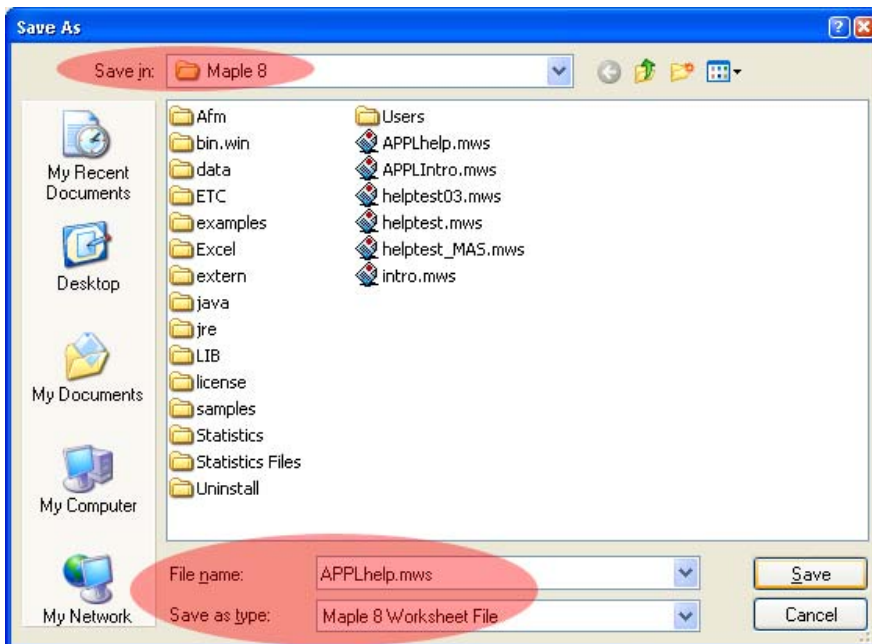 Save As
Save in: Maple 8
My Recent Documents
Desktop
My Documents
My Computer
My Network
Afm
bin.win
data
ETC
examples
Excel
extern
java
jre
LIB
license
samples
Statistics
Statistics Files
Uninstall
Users
APPLhelp.mws
APPLIntro.mws
helptest03.mws
helptest.mws
helptest_MAS.mws
intro.mws
File name: APPLhelp.mws
Save
Save as type: Maple 8 Worksheet File
Cancel